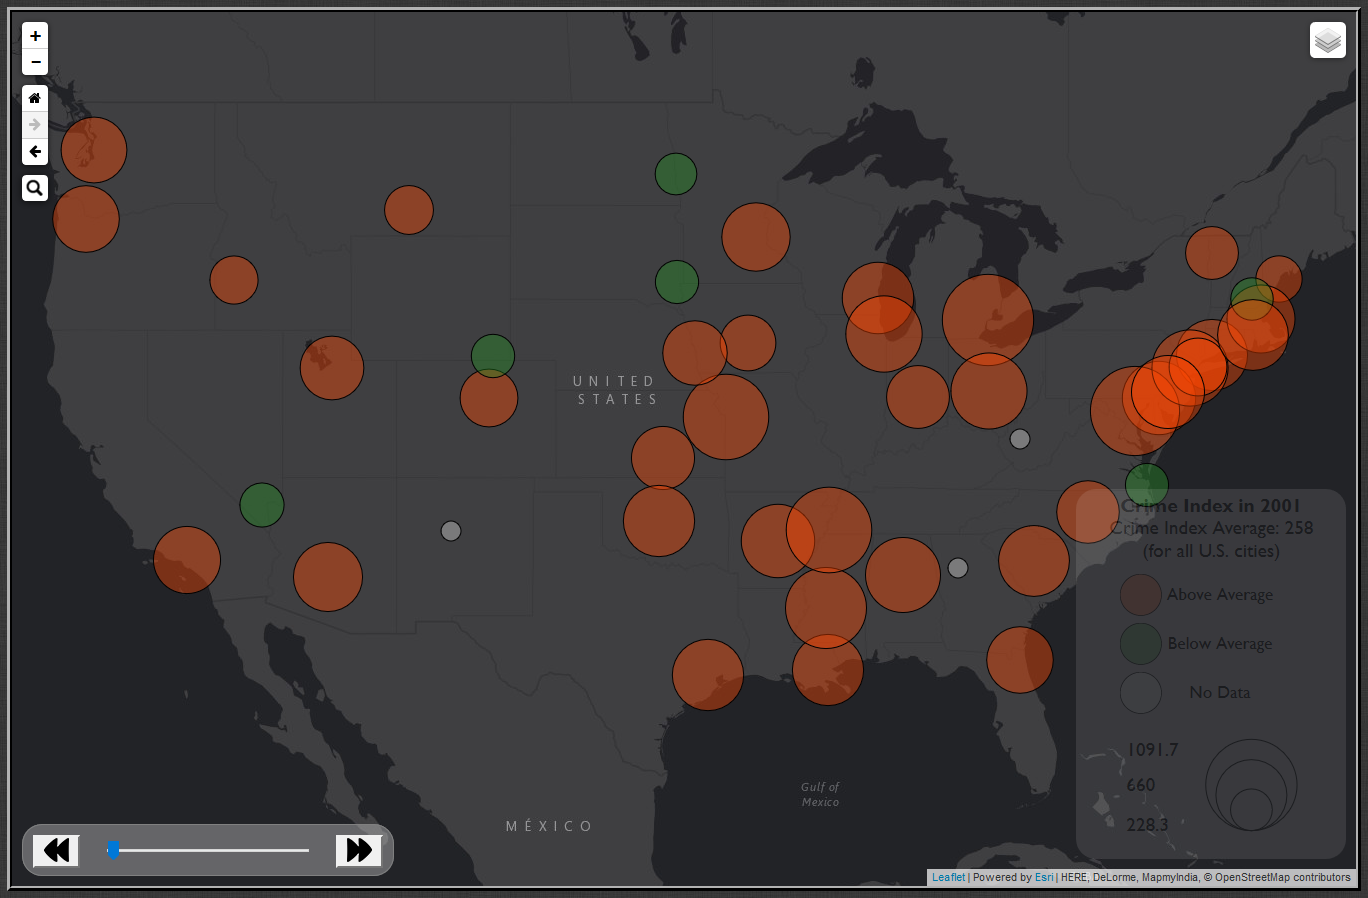 +
−
UNITED
STATES
Crime Index in 2001
Crime Index Average: 258
(for all U.S. cities)
Above Average
Below Average
No Data
1091.7
660
228.3
Gulf of
Mexico
MÉXICO
Leaflet | Powered by Esri | HERE, DeLorme, MapmyIndia, © OpenStreetMap contributors